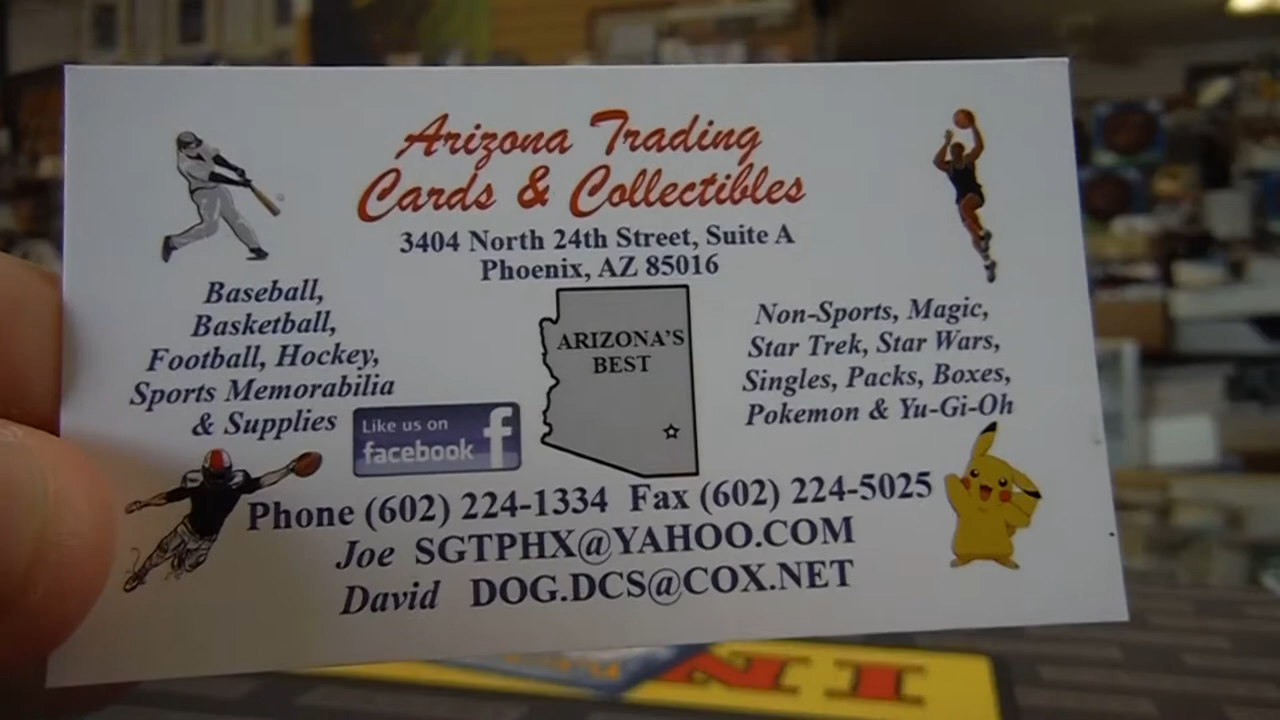 Arizona Trading
Cards & Collectibles
3404 North 24th Street, Suite A
Phoenix, AZ 85016
Baseball,
Basketball,
Football, Hockey,
Sports Memorabilia
& Supplies
ARIZONA'S
BEST
Non-Sports, Magic,
Star Trek, Star Wars,
Singles, Packs, Boxes,
Pokemon & Yu-Gi-Oh
Like us on
facebook f
Phone (602) 224-1334 Fax (602) 224-5025
Joe SGTPHX@YAHOO.COM
David DOG.DCS@COX.NET